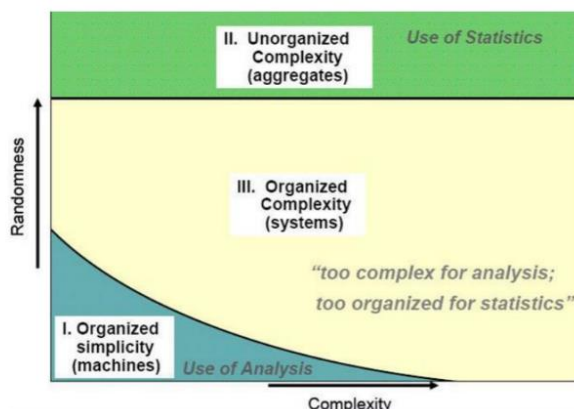 II. Unorganized
Complexity
(aggregates)
Use of Statistics
Randomness
III. Organized
Complexity
(systems)
“too complex for analysis;
too organized for statistics”
I. Organized
simplicity
(machines)
Use of Analysis
Complexity